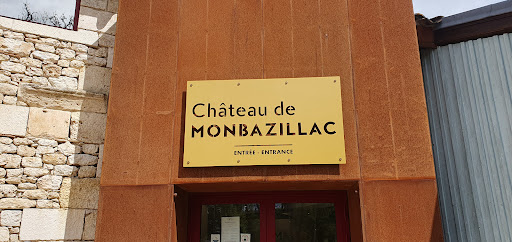 Château de
MONBAZILLAC
ENTRÉE - ENTRANCE